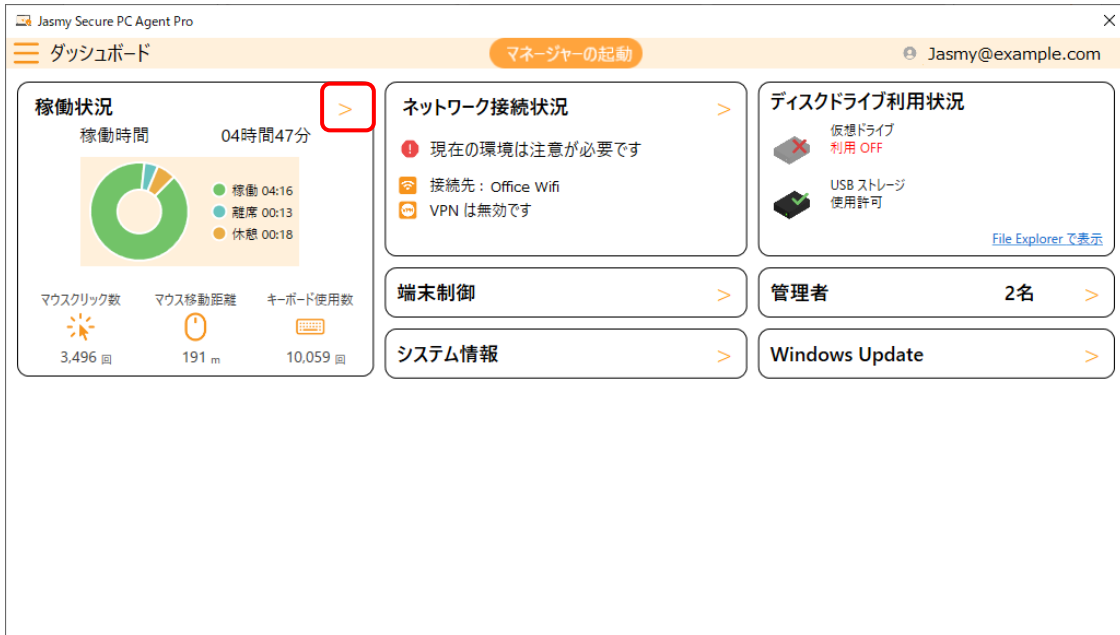 Jasmy Secure PC Agent Pro
ダッシュボード
マネージャーの起動
Jasmy@example.com
稼働状況
>
稼働時間 04時間47分
稼働 04:16
離席 00:13
休憩 00:18
マウスクリック数 マウス移動距離 キーボード使用数
3,496 回 191 m 10,059 回
ネットワーク接続状況 >
現在の環境は注意が必要です
接続先： Office Wifi
VPN
VPN は無効です
ディスクドライブ利用状況
仮想ドライブ
利用 OFF
USB ストレージ
使用許可
File Explorer で表示
端末制御 >
管理者 2名 >
システム情報 >
Windows Update >